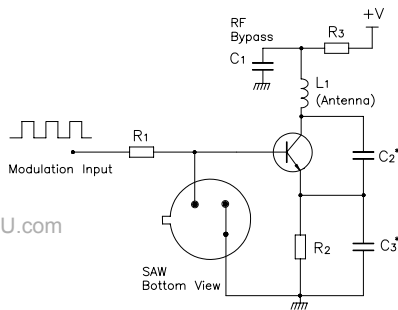 +V
RF
Bypass
R3
C1
L1
(Antenna)
R1
Modulation Input
C2*
U.com
R2
C3*
SAW
Bottom View